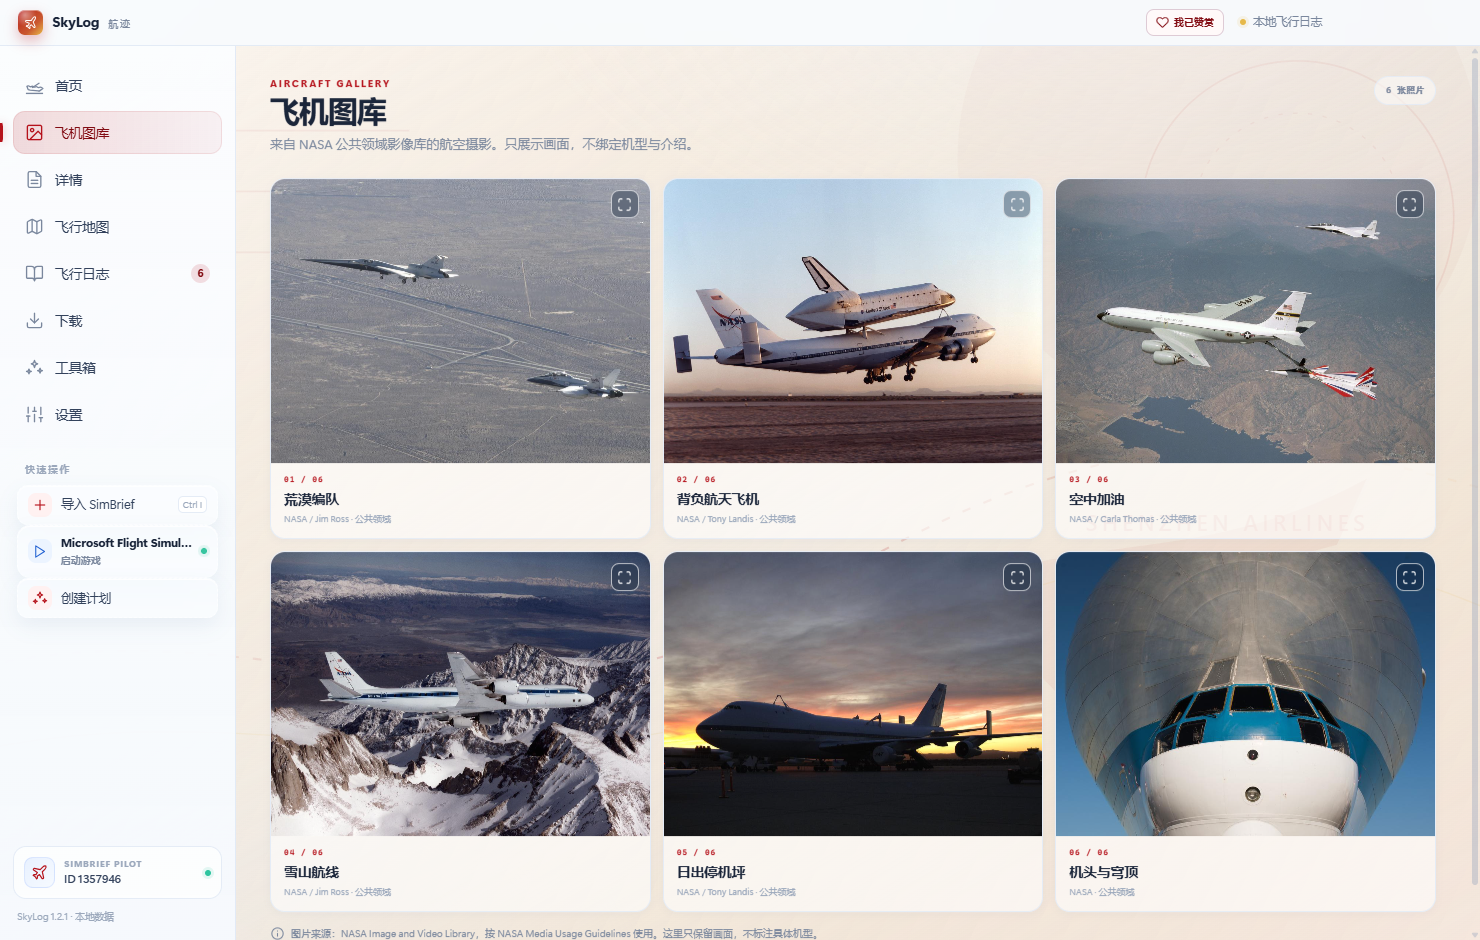 SkyLog 航迹
我已赞赏
本地飞行日志
首页
飞机图库
详情
飞行地图
飞行日志 6
下载
工具箱
设置
快速操作
导入 SimBrief Ctrl I
Microsoft Flight Simul...
启动游戏
创建计划
SIMBRIEF PILOT
ID 1357946
SkyLog 1.2.1 · 本地数据
AIRCRAFT GALLERY
飞机图库
来自 NASA 公共领域影像库的航空摄影。只展示画面，不绑定机型与介绍。
6 张照片
NASA
USAF
01 / 06
荒漠编队
NASA / Jim Ross · 公共领域
02 / 06
背负航天飞机
NASA / Tony Landis · 公共领域
03 / 06
空中加油
NASA / Carla Thomas · 公共领域
SHENZHEN AIRLINES
04 / 06
雪山航线
NASA / Jim Ross · 公共领域
05 / 06
日出停机坪
NASA / Tony Landis · 公共领域
06 / 06
机头与穹顶
NASA · 公共领域
图片来源：NASA Image and Video Library，按 NASA Media Usage Guidelines 使用。这里只保留画面，不标注具体机型。